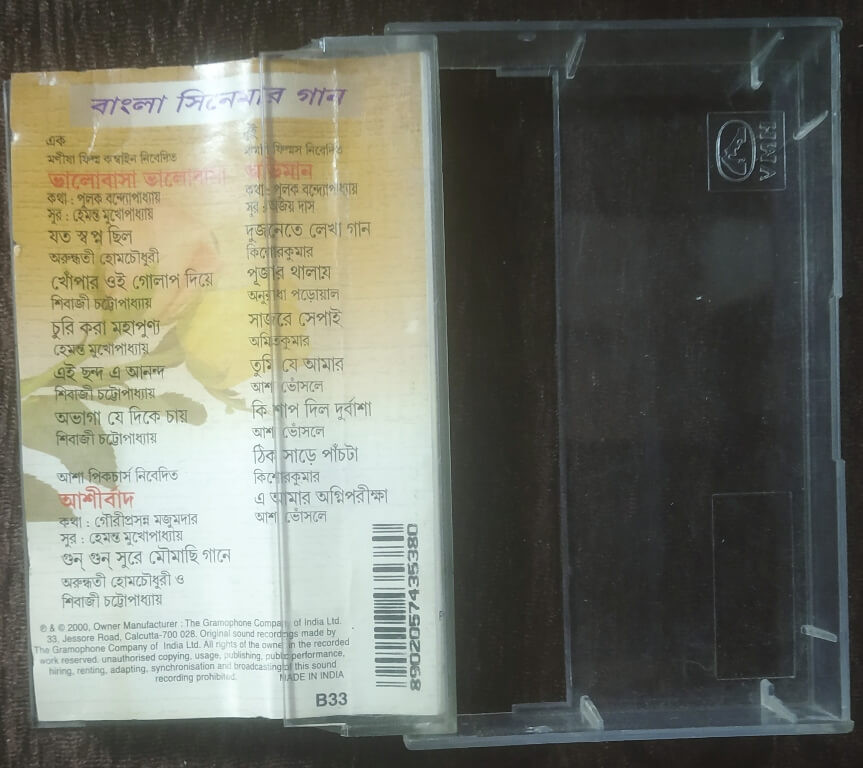 বাংলা সিনেমার গান
এক
মণীষা ফিল্ম কম্বাইন নিবেদিত
ভালোবাসা ভালোবাসা
কথা : পুলক বন্দ্যোপাধ্যায়
সুর : হেমন্ত মুখোপাধ্যায়
যত স্বপ্ন ছিল
অরুন্ধতী হোমচৌধুরী
খোঁপার ওই গোলাপ দিয়ে
শিবাজী চট্টোপাধ্যায়
চুরি করা মহাপুণ্য
হেমন্ত মুখোপাধ্যায়
এই ছন্দ এ আনন্দ
শিবাজী চট্টোপাধ্যায়
অভাগা যে দিকে চায়
শিবাজী চট্টোপাধ্যায়
আশা পিকচার্স নিবেদিত
আশীর্বাদ
কথা : গৌরীপ্রসন্ন মজুমদার
সুর : হেমন্ত মুখোপাধ্যায়
গুন্ গুন্ সুরে মৌমাছি গানে
অরুন্ধতী হোমচৌধুরী ও
শিবাজী চট্টোপাধ্যায়
দুই
ফিল্মস নিবেদিত
অভিমান
কথা : পুলক বন্দ্যোপাধ্যায়
সুর : অজয় দাস
দুজনেতে লেখা গান
কিশোরকুমার
পূজার থালায়
অনুরাধা পড়োয়াল
সাজরে সেপাই
অমিতকুমার
তুমি যে আমার
আশা ভোঁসলে
কি শাপ দিল দুর্বাশা
আশা ভোঁসলে
ঠিক সাড়ে পাঁচটা
কিশোরকুমার
এ আমার অগ্নিপরীক্ষা
আশা ভোঁসলে
℗ & © 2000, Owner Manufacturer : The Gramophone Company of India Ltd.
33, Jessore Road, Calcutta-700 028. Original sound recordings made by
The Gramophone Company of India Ltd. All rights of the owner in the recorded
work reserved. unauthorised copying, usage, publishing, public performance,
hiring, renting, adapting, synchronisation and broadcasting of this sound
recording prohibited. MADE IN INDIA
B33
8902057435380
HMV